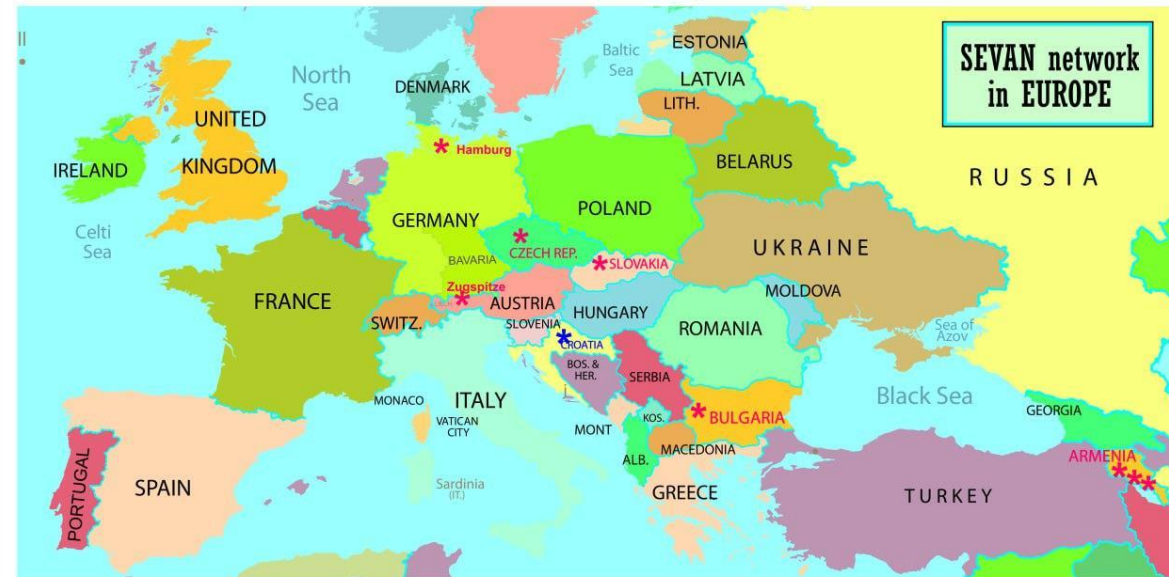 SEVAN network
in EUROPE
North
Sea
Baltic
Sea
ESTONIA
LATVIA
LITH.
DENMARK
UNITED
KINGDOM
IRELAND
Celti
Sea
* Hamburg
BELARUS
RUSSIA
POLAND
GERMANY
*
CZECH REP.
BAVARIA
* SLOVAKIA
UKRAINE
Zugspitze
*
AUSTRIA
FRANCE
SWITZ.
SLOVENIA
HUNGARY
MOLDOVA
ROMANIA
Sea of
Azov
*
CROATIA
BOS. &
HER.
SERBIA
Black Sea
MONACO
ITALY
VATICAN
CITY
MONT
KOS.
* BULGARIA
GEORGIA
MACEDONIA
ALB.
ARMENIA
* * *
PORTUGAL
SPAIN
Sardinia
(IT.)
GREECE
TURKEY